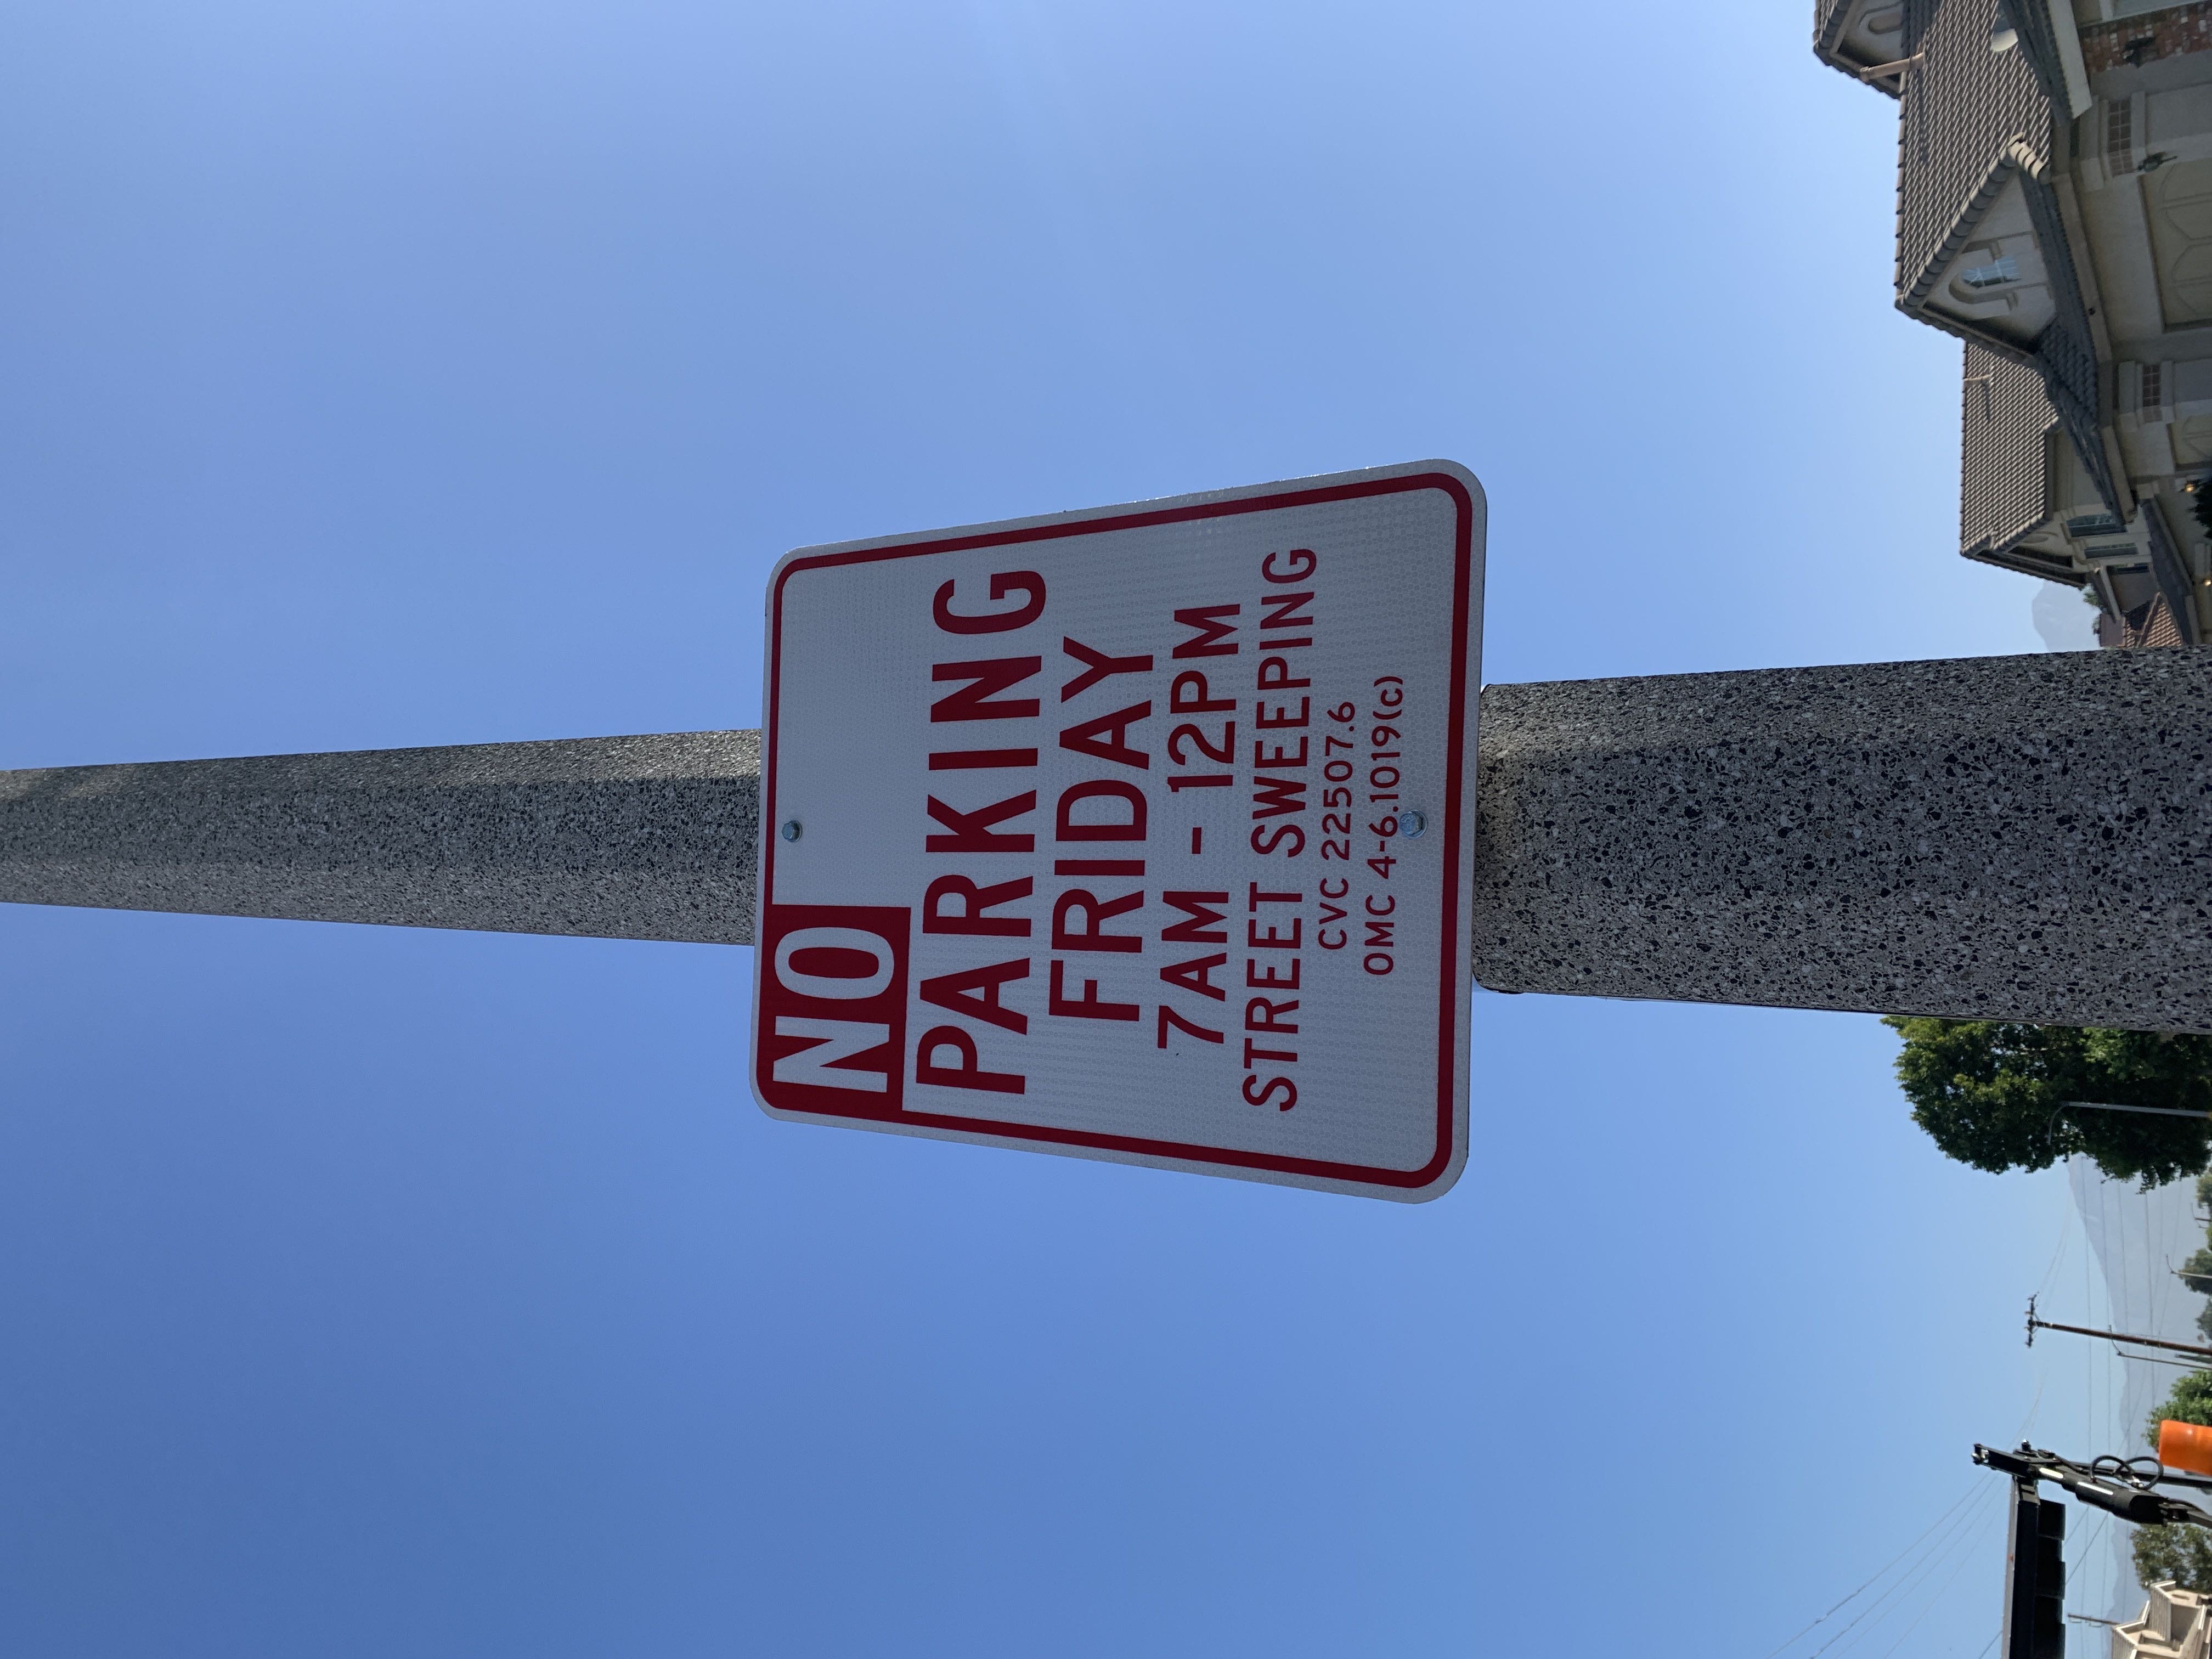 NO
PARKING
FRIDAY
7AM - 12PM
STREET SWEEPING
CVC 22507.6
OMC 4-6.1019(c)